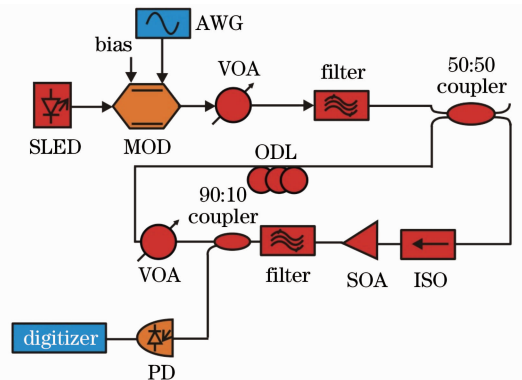 AWG
bias
VOA
filter
50:50
coupler
SLED
MOD
ODL
90:10
coupler
VOA
filter
SOA
ISO
digitizer
PD